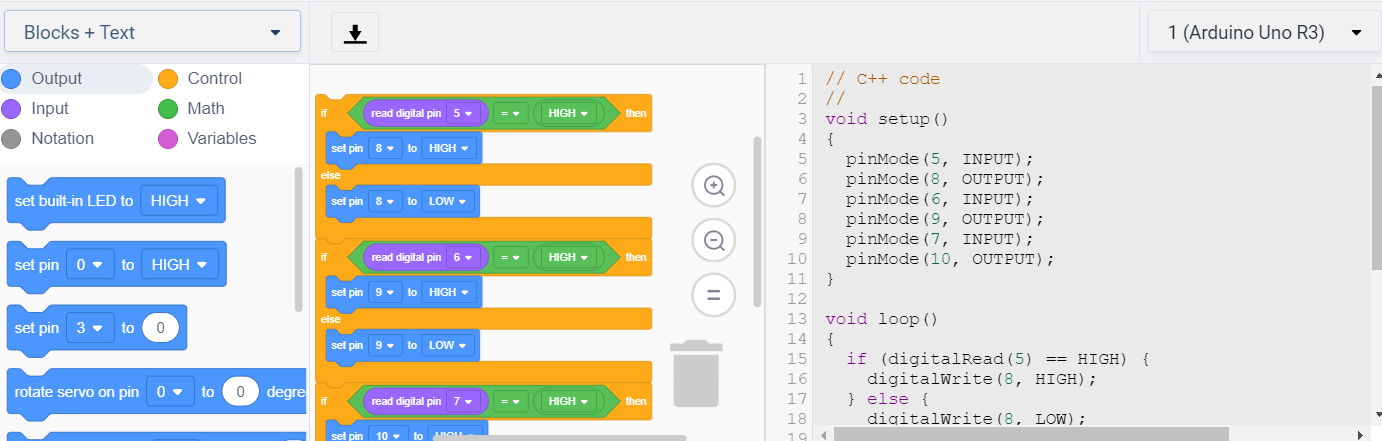 Blocks + Text
1 (Arduino Uno R3)
Output
Control
Input
Math
Notation
Variables
set built-in LED to HIGH
set pin 0 to HIGH
set pin 3 to 0
rotate servo on pin 0 to 0 degre
if read digital pin 5 = HIGH then
set pin 8 to HIGH
else
set pin 8 to LOW
if read digital pin 6 = HIGH then
set pin 9 to HIGH
else
set pin 9 to LOW
if read digital pin 7 = HIGH then
set pin 10 to HIGH
1 // C++ code
2 //
3 void setup()
4 {
5 pinMode(5, INPUT);
6 pinMode(8, OUTPUT);
7 pinMode(6, INPUT);
8 pinMode(9, OUTPUT);
9 pinMode(7, INPUT);
10 pinMode(10, OUTPUT);
11 }
12
13 void loop()
14 {
15 if (digitalRead(5) == HIGH) {
16 digitalWrite(8, HIGH);
17 } else {
18 digitalWrite(8, LOW);
19